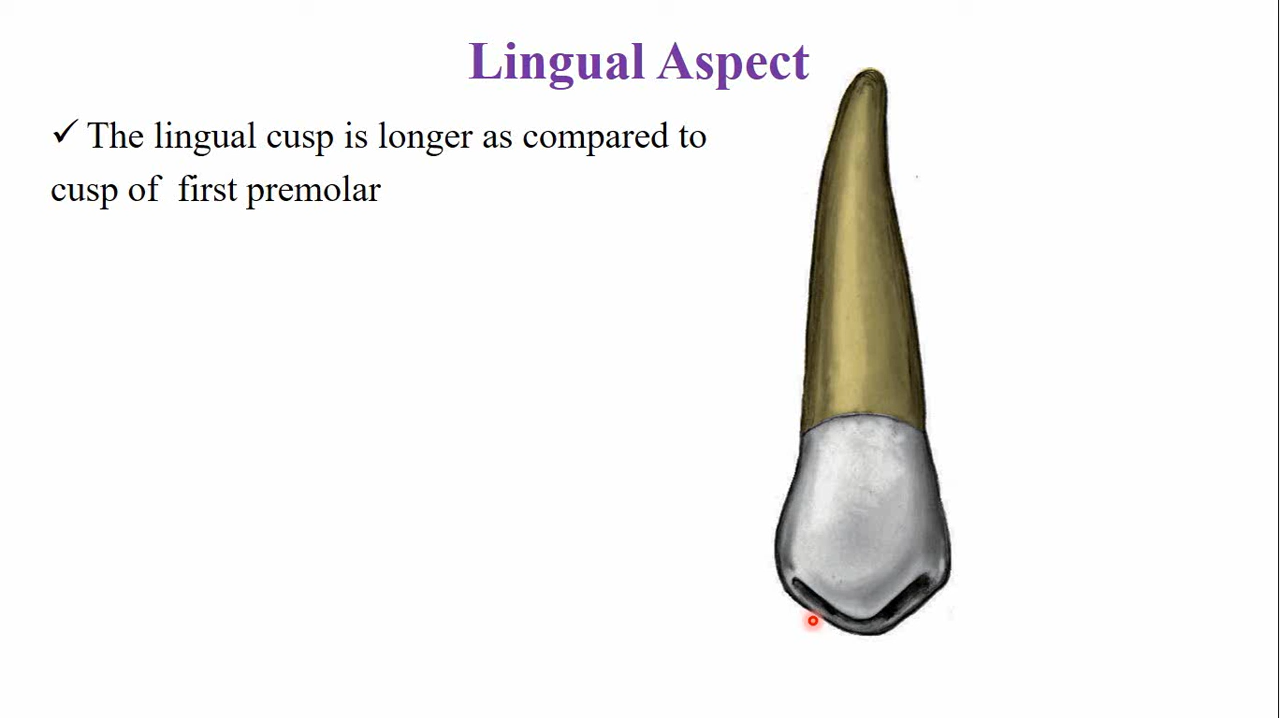 Lingual Aspect
✓ The lingual cusp is longer as compared to
cusp of first premolar